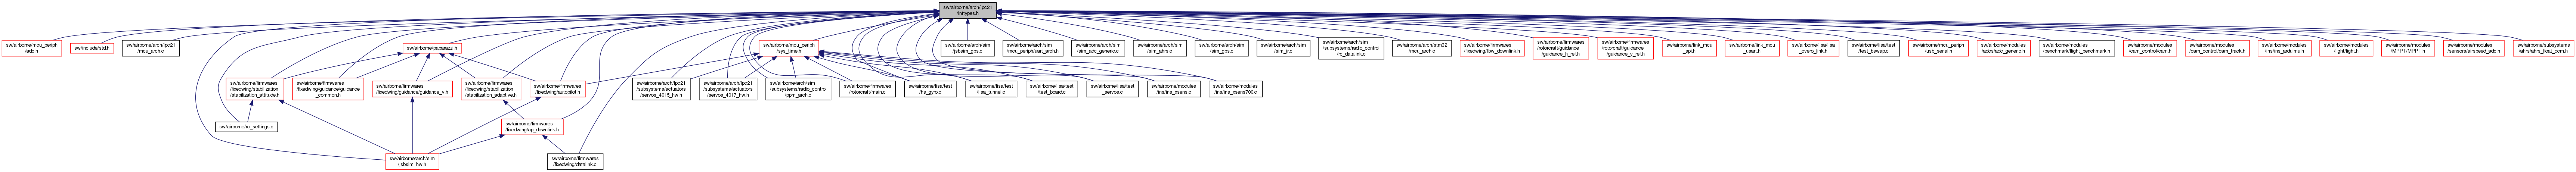 sw/airborne/arch/lpc21
/inttypes.h
sw/airborne/mcu_periph
/adc.h
sw/include/std.h
sw/airborne/arch/lpc21
/mcu_arch.c
sw/airborne/paparazzi.h
sw/airborne/mcu_periph
/sys_time.h
sw/airborne/arch/sim
/jsbsim_gps.c
sw/airborne/arch/sim
/mcu_periph/uart_arch.h
sw/airborne/arch/sim
/sim_adc_generic.c
sw/airborne/arch/sim
/sim_ahrs.c
sw/airborne/arch/sim
/sim_gps.c
sw/airborne/arch/sim
/sim_ir.c
sw/airborne/arch/sim
/subsystems/radio_control
/rc_datalink.c
sw/airborne/arch/stm32
/mcu_arch.c
sw/airborne/firmwares
/fixedwing/fbw_downlink.h
sw/airborne/firmwares
/rotorcraft/guidance
/guidance_h_ref.h
sw/airborne/firmwares
/rotorcraft/guidance
/guidance_v_ref.h
sw/airborne/link_mcu
_spi.h
sw/airborne/link_mcu
_usart.h
sw/airborne/lisa/lisa
_overo_link.h
sw/airborne/lisa/test
/test_bswap.c
sw/airborne/mcu_periph
/usb_serial.h
sw/airborne/modules
/adcs/adc_generic.c
sw/airborne/modules
/benchmark/flight_benchmark.h
sw/airborne/modules
/cam_control/cam.h
sw/airborne/modules
/cam_control/cam_track.h
sw/airborne/modules
/ins/ins_arduimu.h
sw/airborne/modules
/light/light.h
sw/airborne/modules
/MPPT/MPPT.h
sw/airborne/modules
/sensors/airspeed_adc.h
sw/airborne/subsystems
/ahrs/ahrs_float_dcm.h
sw/airborne/firmwares
/fixedwing/stabilization
/stabilization_attitude.h
sw/airborne/firmwares
/fixedwing/guidance/guidance
_common.h
sw/airborne/firmwares
/fixedwing/guidance/guidance_v.h
sw/airborne/firmwares
/fixedwing/stabilization
/stabilization_adaptive.h
sw/airborne/firmwares
/fixedwing/autopilot.h
sw/airborne/arch/lpc21
/subsystems/actuators
/servos_4015_hw.h
sw/airborne/arch/lpc21
/subsystems/actuators
/servos_4017_hw.h
sw/airborne/arch/sim
/subsystems/radio_control
/ppm_arch.c
sw/airborne/firmwares
/rotorcraft/main.c
sw/airborne/lisa/test
/hs_gyro.c
sw/airborne/lisa/test
/lisa_tunnel.c
sw/airborne/lisa/test
/test_board.c
sw/airborne/lisa/test
_servos.c
sw/airborne/modules
/ins/ins_xsens.c
sw/airborne/modules
/ins/ins_xsens700.c
sw/airborne/rc_settings.c
sw/airborne/firmwares
/fixedwing/ap_downlink.h
sw/airborne/arch/sim
/jsbsim_hw.h
sw/airborne/firmwares
/fixedwing/datalink.c